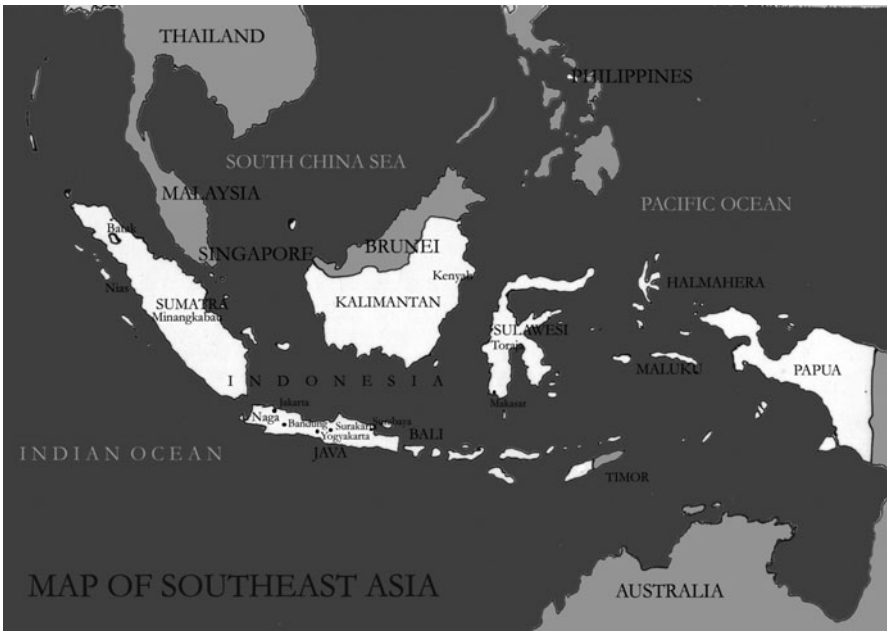 THAILAND
PHILIPPINES
SOUTH CHINA SEA
MALAYSIA
PACIFIC OCEAN
Batak
SINGAPORE
BRUNEI
Kenyah
HALMAHERA
Nias
SUMATRA
KALIMANTAN
Minangkabau
SULAWESI
Toraja
MALUKU
PAPUA
INDONESIA
Jakarta
Makasar
Naga
Bandung
Surakarta
Surabaya
Yogyakarta
BALI
JAVA
INDIAN OCEAN
TIMOR
MAP OF SOUTHEAST ASIA
AUSTRALIA